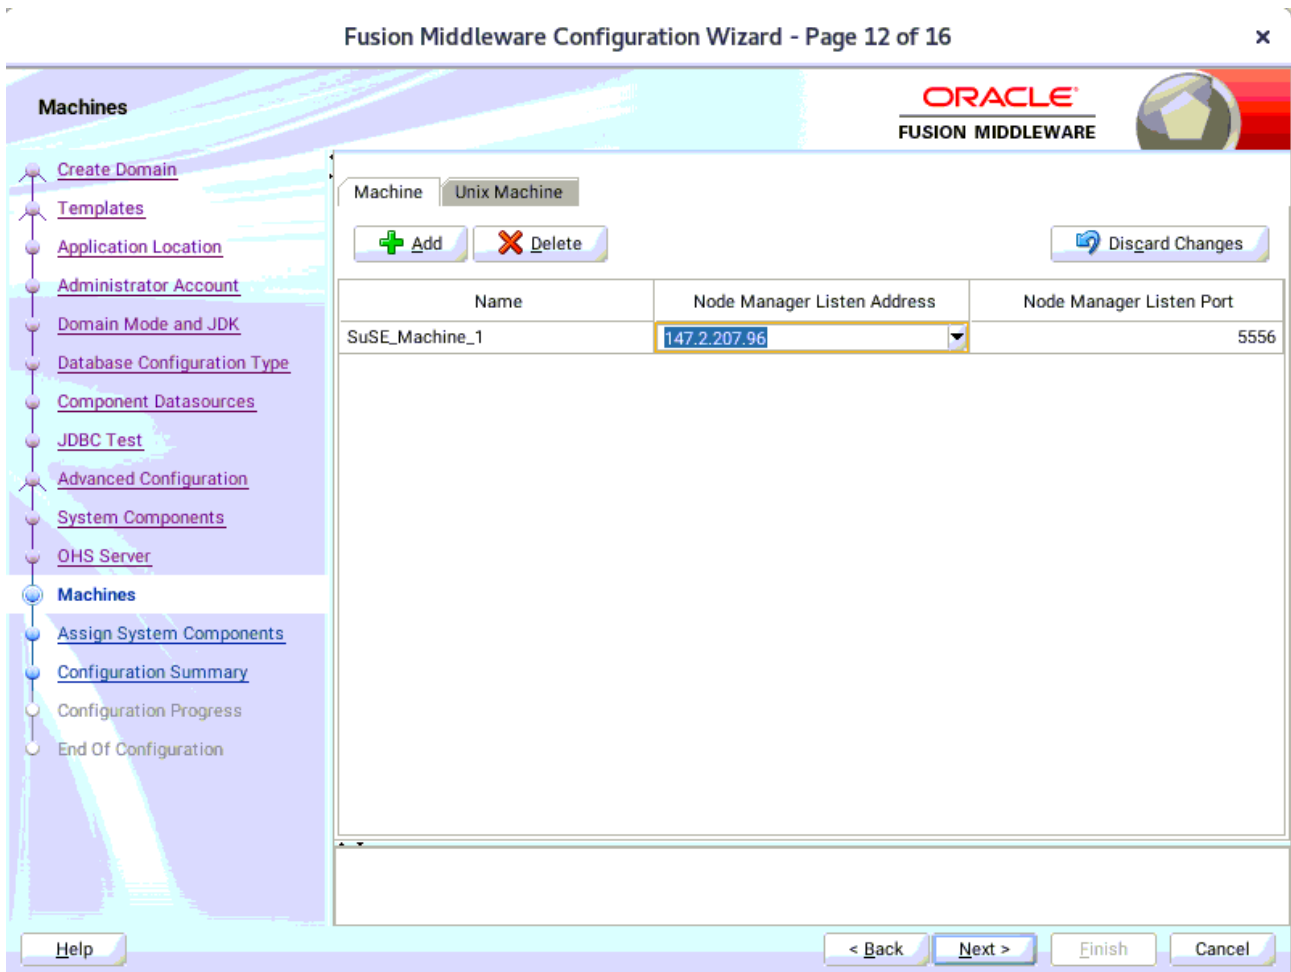 Fusion Middleware Configuration Wizard - Page 12 of 16
Machines
ORACLE
FUSION MIDDLEWARE
Create Domain
Templates
Application Location
Administrator Account
Domain Mode and JDK
Database Configuration Type
Component Datasources
JDBC Test
Advanced Configuration
System Components
OHS Server
Machines
Assign System Components
Configuration Summary
Configuration Progress
End Of Configuration
Machine Unix Machine
Add Delete Discard Changes
Name Node Manager Listen Address Node Manager Listen Port
SuSE_Machine_1 147.2.207.96 5556
Help < Back Next > Finish Cancel